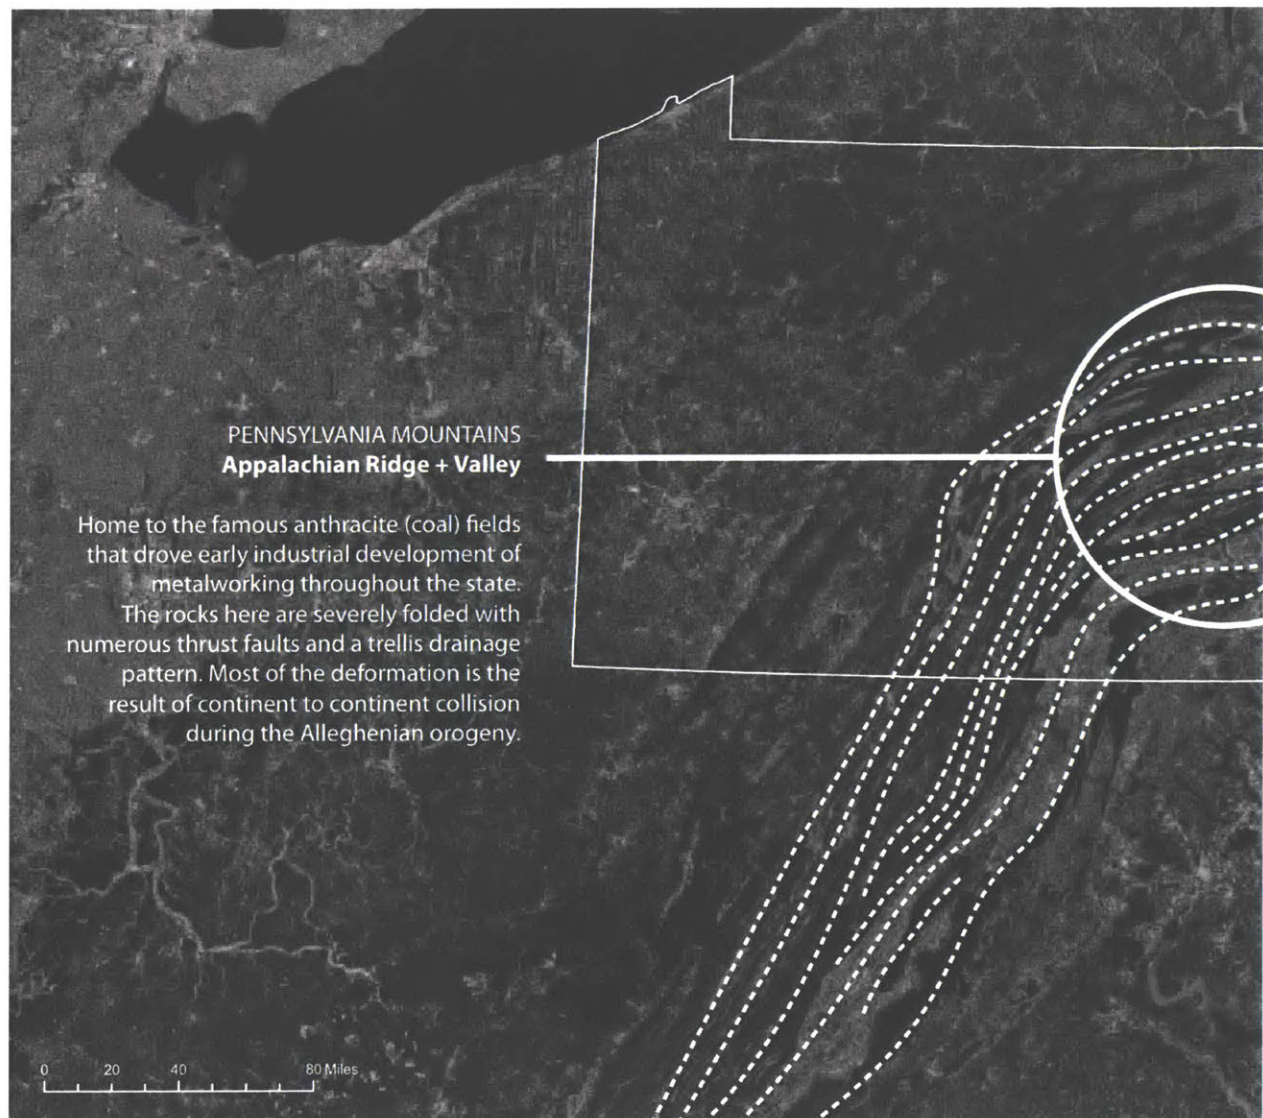 PENNSYLVANIA MOUNTAINS
Appalachian Ridge + Valley
Home to the famous anthracite (coal) fields
that drove early industrial development of
metalworking throughout the state.
The rocks here are severely folded with
numerous thrust faults and a trellis drainage
pattern. Most of the deformation is the
result of continent to continent collision
during the Alleghenian orogeny.
0 20 40 80 Miles